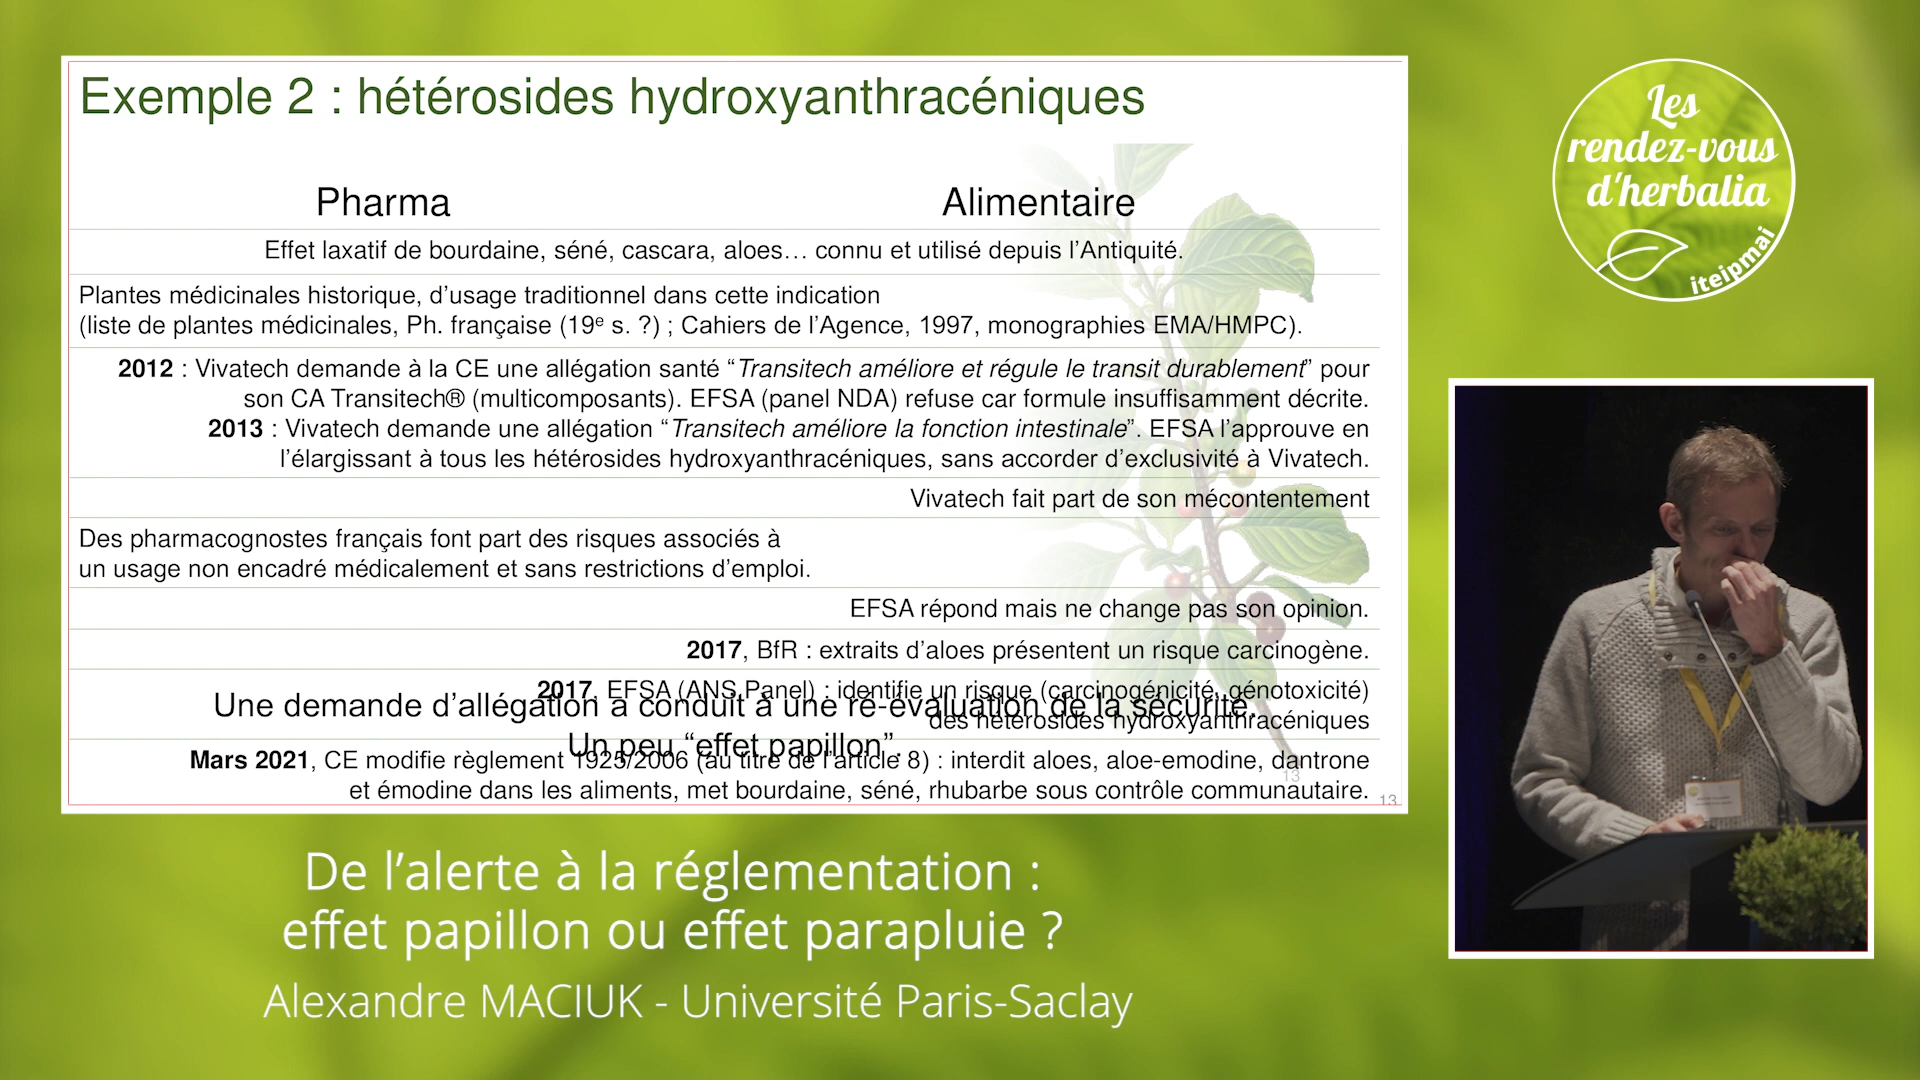 Exemple 2 : hétérosides hydroxyanthracéniques
Pharma
Alimentaire
Effet laxatif de bourdaine, séné, cascara, aloes… connu et utilisé depuis l’Antiquité.
Plantes médicinales historique, d’usage traditionnel dans cette indication
(liste de plantes médicinales, Ph. française (19e s. ?) ; Cahiers de l’Agence, 1997, monographies EMA/HMPC).
2012 : Vivatech demande à la CE une allégation santé “Transitech améliore et régule le transit durablement” pour
son CA Transitech® (multicomposants). EFSA (panel NDA) refuse car formule insuffisamment décrite.
2013 : Vivatech demande une allégation “Transitech améliore la fonction intestinale”. EFSA l’approuve en
l’élargissant à tous les hétérosides hydroxyanthracéniques, sans accorder d’exclusivité à Vivatech.
Vivatech fait part de son mécontentement
Des pharmacognostes français font part des risques associés à
un usage non encadré médicalement et sans restrictions d’emploi.
EFSA répond mais ne change pas son opinion.
2017, BfR : extraits d’aloes présentent un risque carcinogène.
2017, EFSA (ANS Panel) : identifie un risque (carcinogénicité, génotoxicité)
des hétérosides hydroxyanthracéniques
Une demande d’allégation a conduit à une ré-évaluation de la sécurité.
Un peu “effet papillon”.
Mars 2021, CE modifie règlement 1925/2006 (au titre de l’article 8) : interdit aloes, aloe-emodine, dantrone
et émodine dans les aliments, met bourdaine, séné, rhubarbe sous contrôle communautaire.
13
13
De l’alerte à la réglementation :
effet papillon ou effet parapluie ?
Alexandre MACIUK - Université Paris-Saclay
Les
rendez-vous
d’herbalia
iteipmai